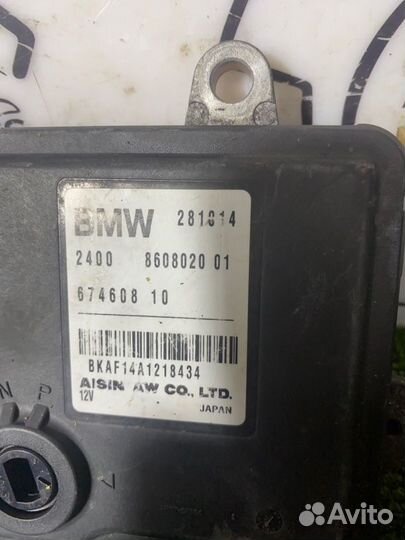 BMW 281014
2400 8608020 01
674608 10
BKAF14A1218434
AISIN AW CO., LTD.
12V JAPAN
N P
Avito